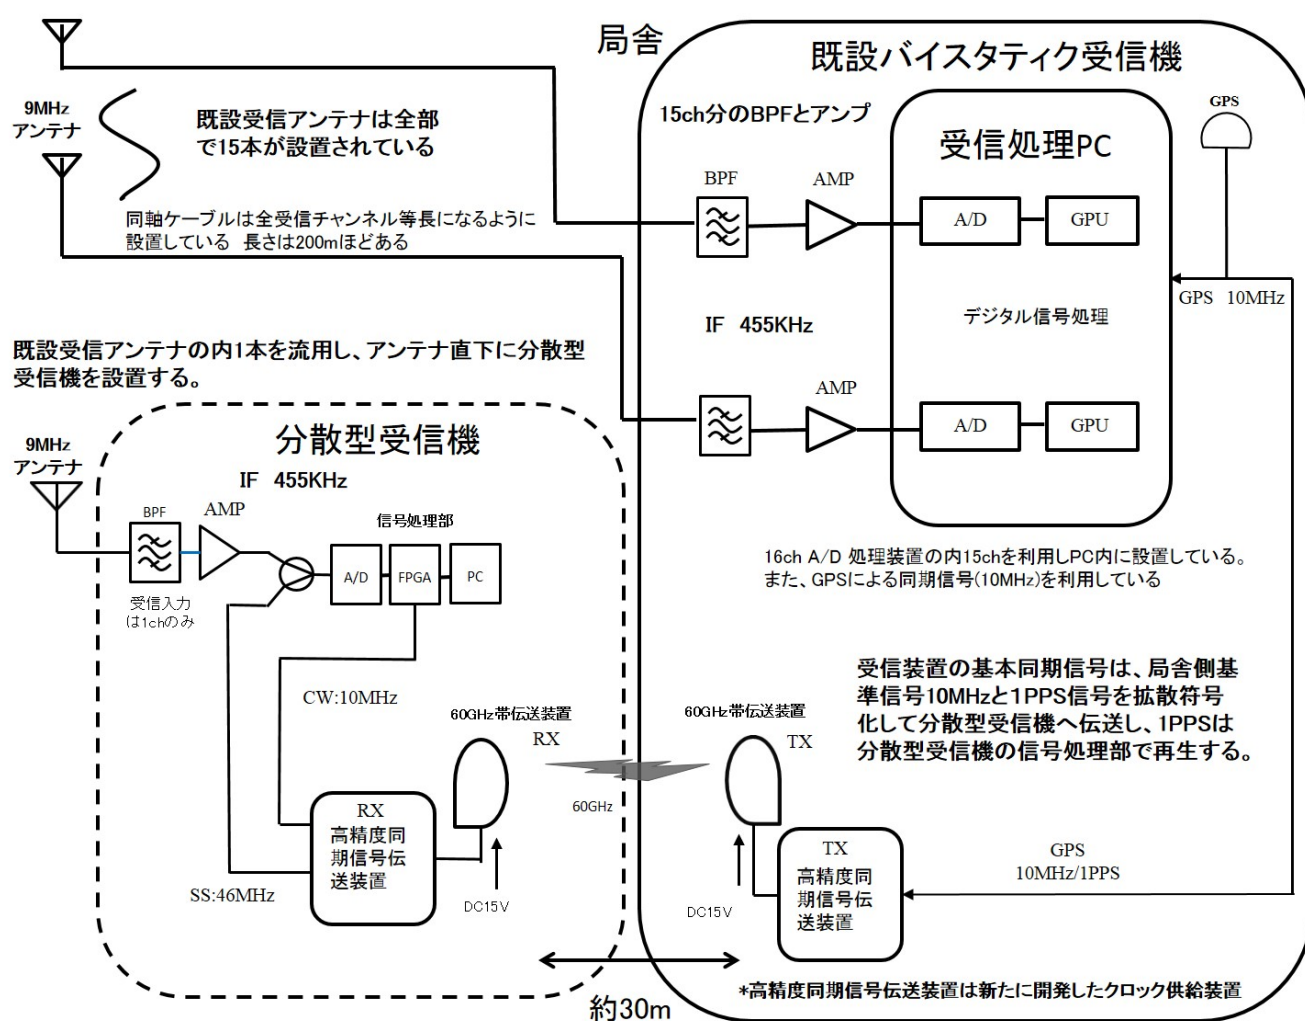 局舎
既設バイスタティク受信機
9MHz
アンテナ
既設受信アンテナは全部
で15本が設置されている
15ch分のBPFとアンプ
受信処理PC
GPS
BPF
AMP
A/D
GPU
同軸ケーブルは全受信チャンネル等長になるように
設置している 長さは200mほどある
GPS 10MHz
IF 455KHz
デジタル信号処理
既設受信アンテナの内1本を流用し、アンテナ直下に分散型
受信機を設置する。
AMP
A/D
GPU
分散型受信機
9MHz
アンテナ
IF 455KHz
BPF
AMP
信号処理部
A/D
FPGA
PC
受信入力
は1chのみ
16ch A/D 処理装置の内15chを利用しPC内に設置している。
また、GPSによる同期信号(10MHz)を利用している
受信装置の基本同期信号は、局舎側基
準信号10MHzと1PPS信号を拡散符号
化して分散型受信機へ伝送し、1PPSは
分散型受信機の信号処理部で再生する。
CW:10MHz
60GHz帯伝送装置
RX
60GHz帯伝送装置
TX
60GHz
RX
高精度同
期信号伝
送装置
SS:46MHz
DC15V
DC15V
TX
高精度同
期信号伝
送装置
GPS
10MHz/1PPS
約30m
*高精度同期信号伝送装置は新たに開発したクロック供給装置